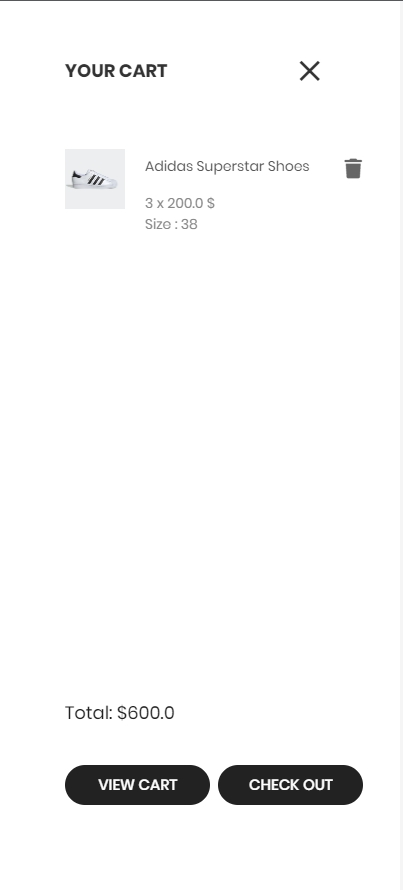 YOUR CART
Adidas Superstar Shoes
3 x 200.0 $
Size : 38
Total: $600.0
VIEW CART
CHECK OUT